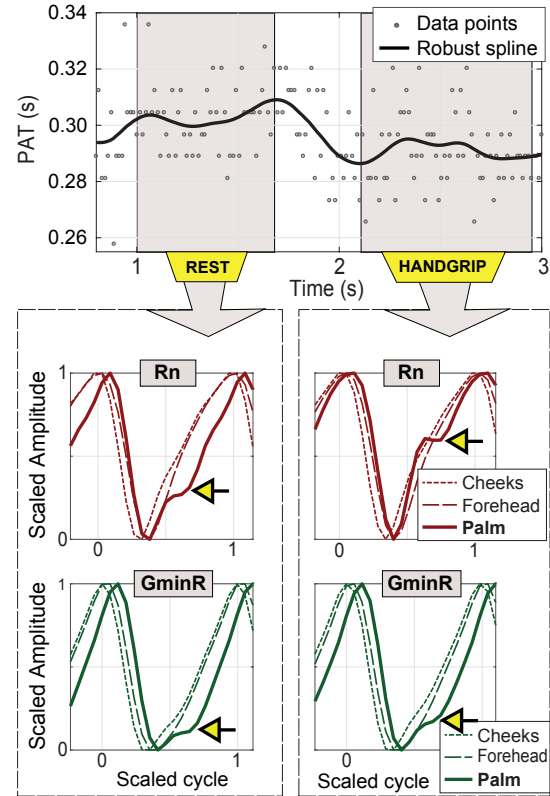 0.34
0.32
0.30
0.28
0.26
PAT (s)
Data points
Robust spline
1
2
3
REST
HANDGRIP
Time (s)
Rn
Rn
Scaled Amplitude
1
0
0
1
1
0
0
1
Cheeks
Forehead
Palm
GminR
GminR
Scaled Amplitude
1
0
0
1
1
0
0
Cheeks
Forehead
Palm
Scaled cycle
Scaled cycle